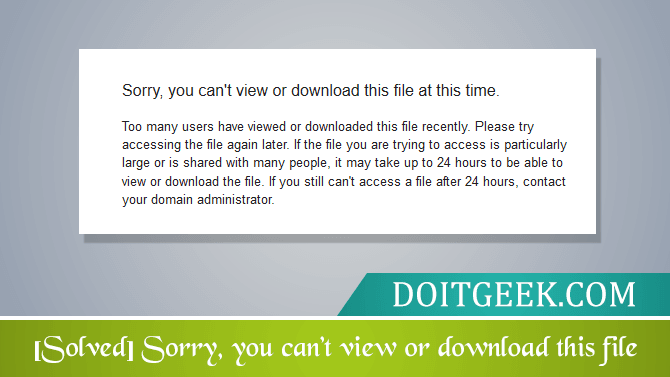 Sorry, you can't view or download this file at this time.
Too many users have viewed or downloaded this file recently. Please try
accessing the file again later. If the file you are trying to access is particularly
large or is shared with many people, it may take up to 24 hours to be able to
view or download the file. If you still can't access a file after 24 hours, contact
your domain administrator.
DOITGEEK.COM
[Solved] Sorry, you can't view or download this file